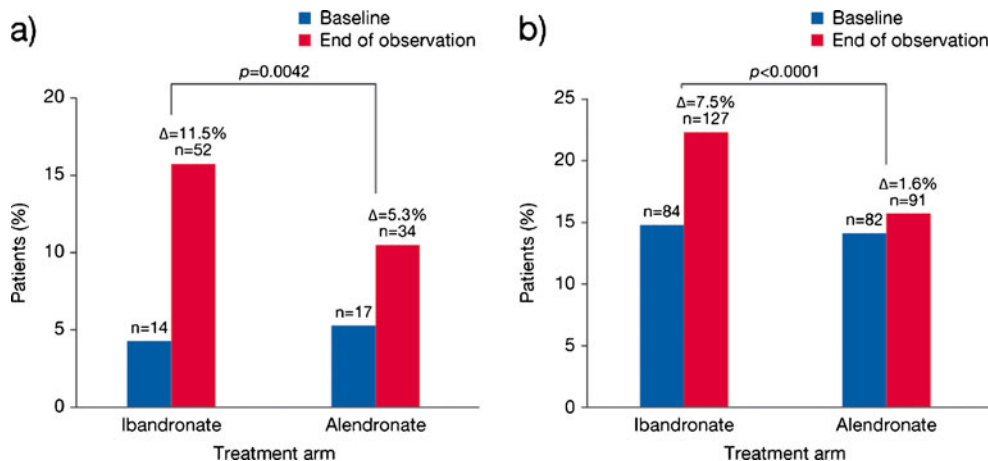 a)
Baseline
End of observation
p=0.0042
20
15
10
5
0
Patients (%)
Δ=11.5%
n=52
n=14
Δ=5.3%
n=34
n=17
Ibandronate
Alendronate
Treatment arm
b)
Baseline
End of observation
p<0.0001
25
20
15
10
5
0
Patients (%)
Δ=7.5%
n=127
n=84
Δ=1.6%
n=91
n=82
Ibandronate
Alendronate
Treatment arm